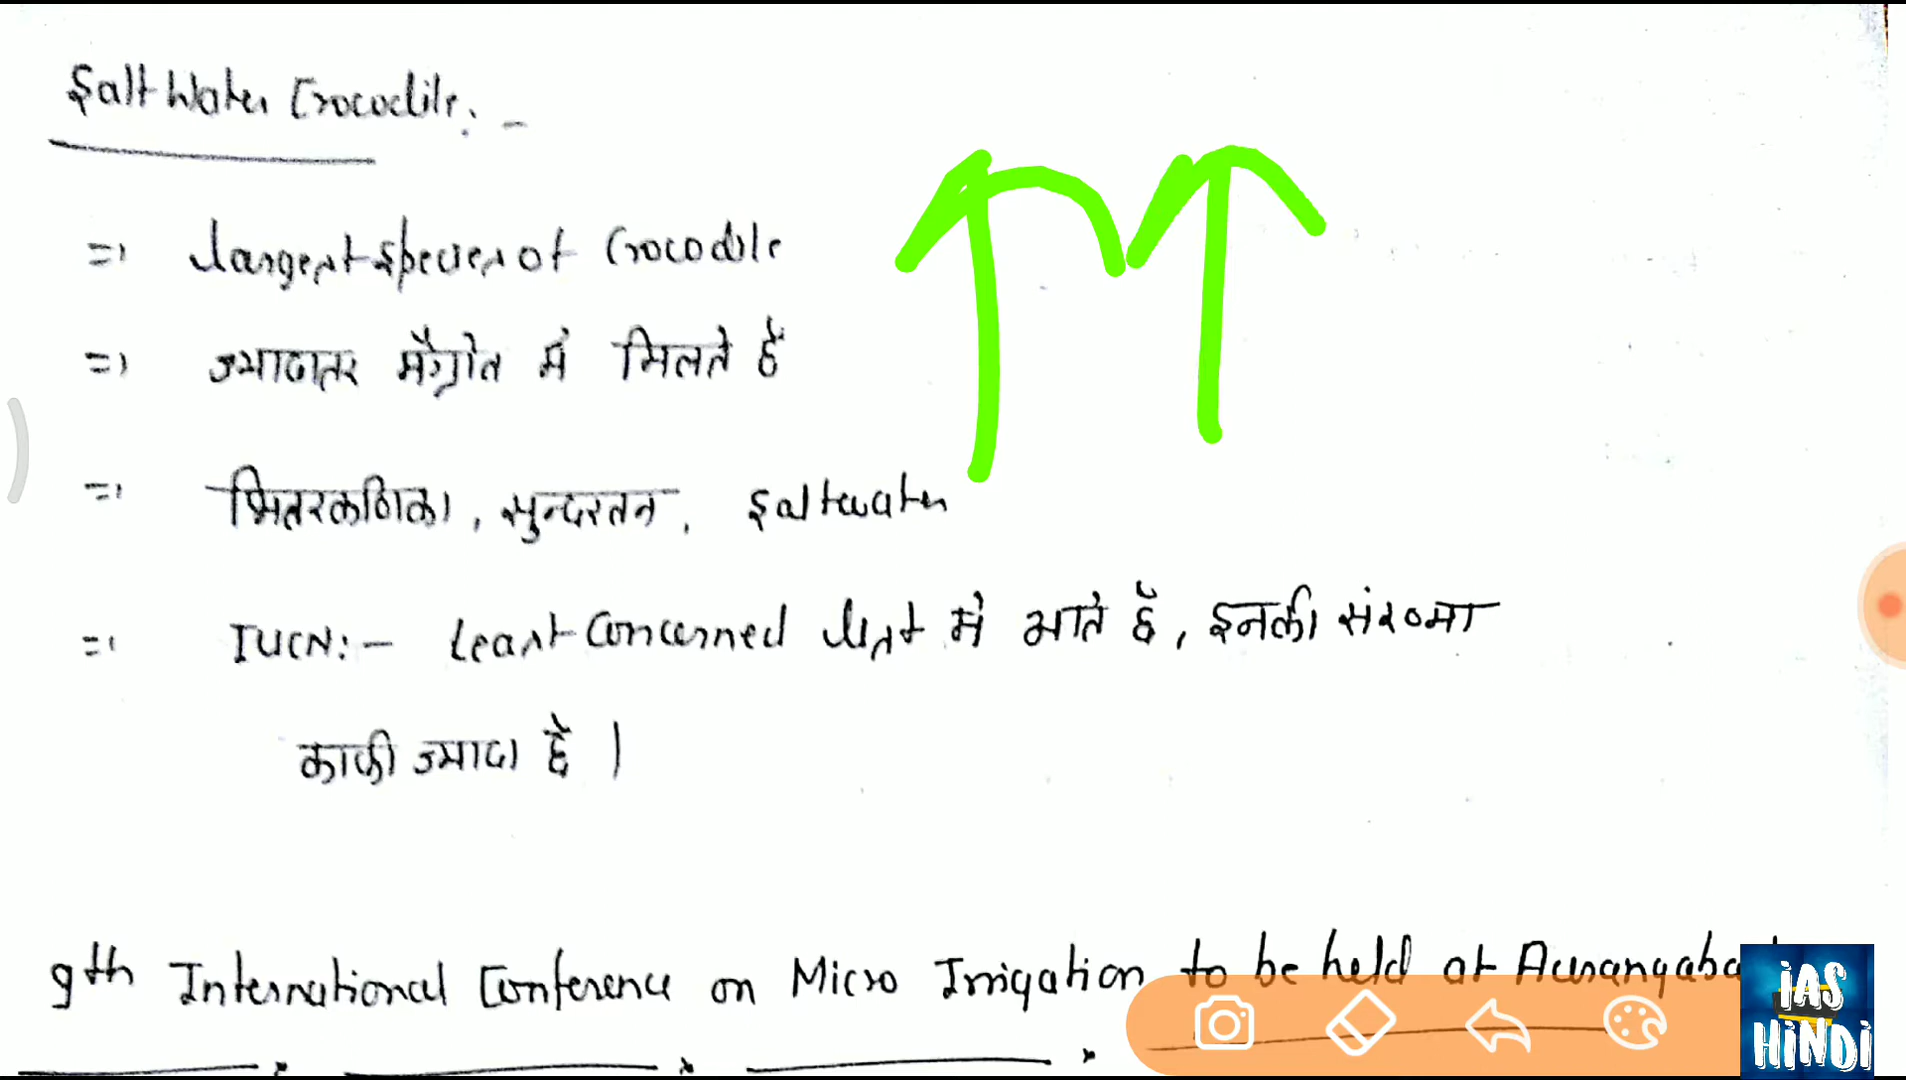 Salt Water Crocodile: -
=> largest species of Crocodile
=> ज्यादातर मैंग्रोव में मिलते हैं
=> भितरकणिका, सुन्दरवन, Saltwater
=> IUCN:- Least Concerned list में आते हैं, इनकी संख्या
काफी ज्यादा है |
9th International Conference on Micro Irrigation to be held at Aurangabad
iAS
HiNDi